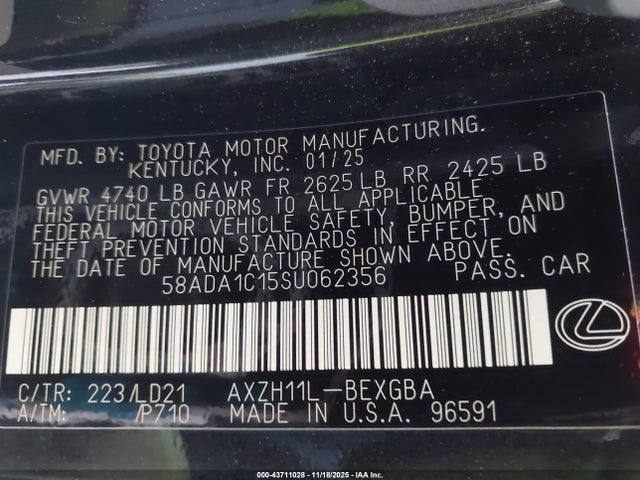 MFD. BY: TOYOTA MOTOR MANUFACTURING.
KENTUCKY, INC. 01/25
GVWR 4740 LB GAWR FR 2625 LB RR 2425 LB
THIS VEHICLE CONFORMS TO ALL APPLICABLE
FEDERAL MOTOR VEHICLE SAFETY, BUMPER, AND
THEFT PREVENTION STANDARDS IN EFFECT ON
THE DATE OF MANUFACTURE SHOWN ABOVE.
58ADA1C15SU062356 PASS. CAR
C/TR: 223/LD21 AXZH11L-BEXGBA
A/TM: /P710 MADE IN U.S.A. 96591
000-43711028 - 11/18/2025 - IAA Inc.